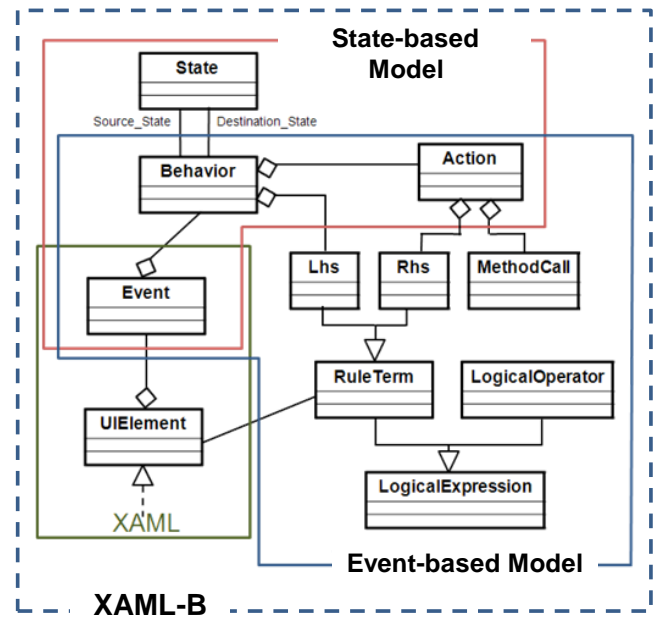 State-based
Model
State
Source_State
Destination_State
Behavior
Action
Event
Lhs
Rhs
MethodCall
RuleTerm
LogicalOperator
UIElement
LogicalExpression
XAML
Event-based Model
XAML-B